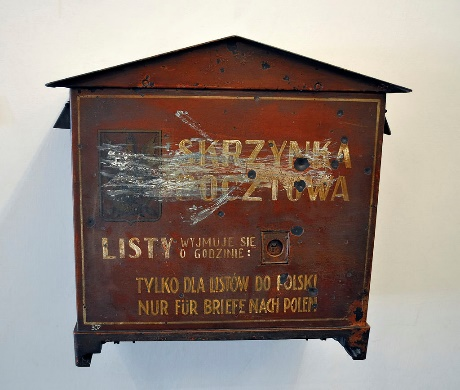 SKRZYNKA
POCZTOWA
LISTY WYJMUJE SIĘ
O GODZINIE:
TYLKO DLA LISTÓW DO POLSKI
NUR FÜR BRIEFE NACH POLEN